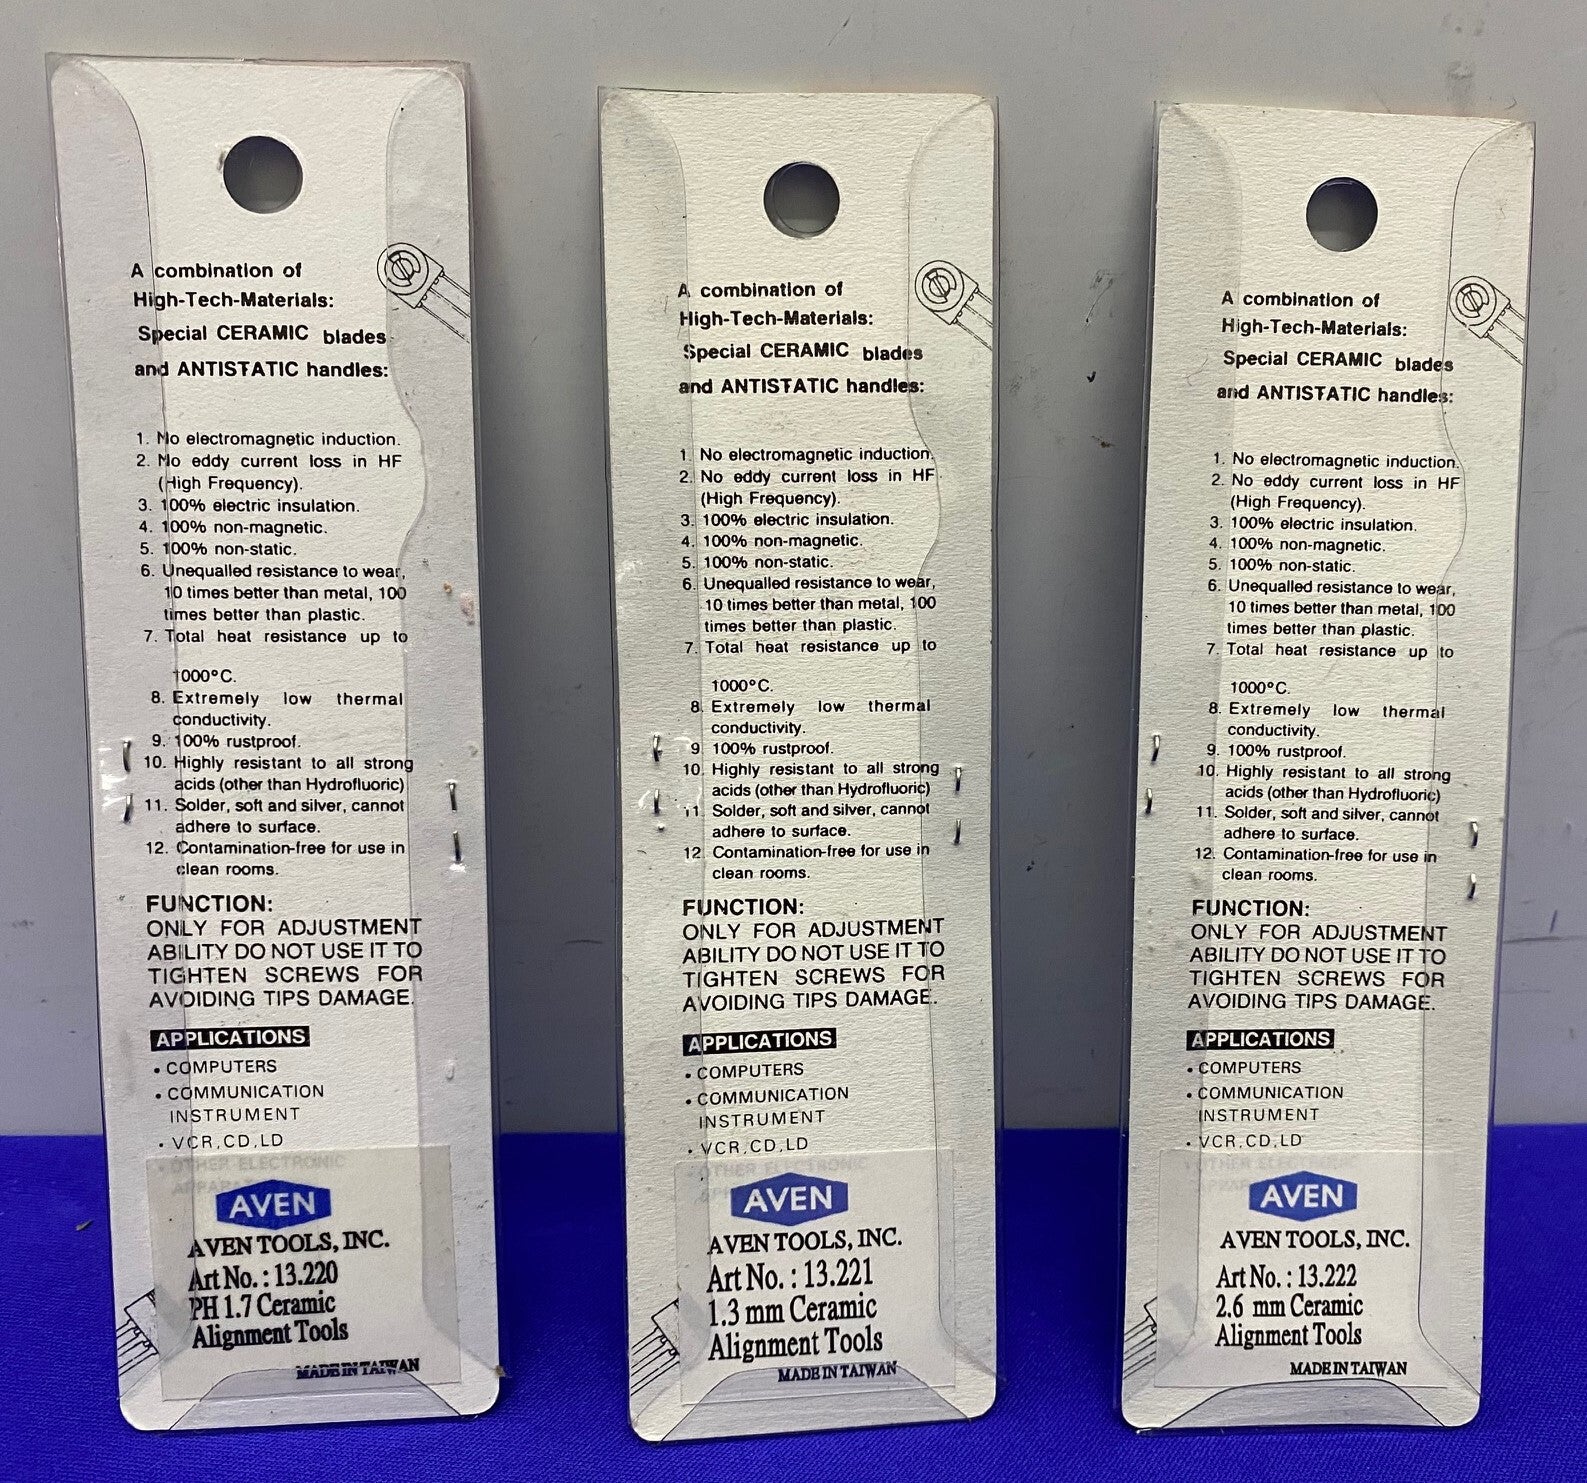 A combination of
High-Tech-Materials:
Special CERAMIC blades
and ANTISTATIC handles:
1. No electromagnetic induction.
2. No eddy current loss in HF
(High Frequency).
3. 100% electric insulation.
4. 100% non-magnetic.
5. 100% non-static.
6. Unequalled resistance to wear,
10 times better than metal, 100
times better than plastic.
7. Total heat resistance up to
1000°C.
8. Extremely low thermal
conductivity.
9. 100% rustproof.
10. Highly resistant to all strong
acids (other than Hydrofluoric)
11. Solder, soft and silver, cannot
adhere to surface.
12. Contamination-free for use in
clean rooms.
FUNCTION:
ONLY FOR ADJUSTMENT
ABILITY DO NOT USE IT TO
TIGHTEN SCREWS FOR
AVOIDING TIPS DAMAGE.
APPLICATIONS
• COMPUTERS
• COMMUNICATION
INSTRUMENT
• VCR,CD,LD
• OTHER ELECTRONIC
AVEN
AVEN TOOLS, INC.
Art No. : 13.220
PH 1.7 Ceramic
Alignment Tools
MADE IN TAIWAN
A combination of
High-Tech-Materials:
Special CERAMIC blades
and ANTISTATIC handles:
1. No electromagnetic induction.
2. No eddy current loss in HF
(High Frequency).
3. 100% electric insulation.
4. 100% non-magnetic.
5. 100% non-static.
6. Unequalled resistance to wear,
10 times better than metal, 100
times better than plastic.
7. Total heat resistance up to
1000°C.
8. Extremely low thermal
conductivity.
9. 100% rustproof.
10. Highly resistant to all strong
acids (other than Hydrofluoric)
11. Solder, soft and silver, cannot
adhere to surface.
12. Contamination-free for use in
clean rooms.
FUNCTION:
ONLY FOR ADJUSTMENT
ABILITY DO NOT USE IT TO
TIGHTEN SCREWS FOR
AVOIDING TIPS DAMAGE.
APPLICATIONS
• COMPUTERS
• COMMUNICATION
INSTRUMENT
• VCR,CD,LD
• OTHER ELECTRONIC
AVEN
AVEN TOOLS, INC.
Art No. : 13.221
1.3 mm Ceramic
Alignment Tools
MADE IN TAIWAN
A combination of
High-Tech-Materials:
Special CERAMIC blades
and ANTISTATIC handles:
1. No electromagnetic induction.
2. No eddy current loss in HF
(High Frequency).
3. 100% electric insulation.
4. 100% non-magnetic.
5. 100% non-static.
6. Unequalled resistance to wear,
10 times better than metal, 100
times better than plastic.
7. Total heat resistance up to
1000°C.
8. Extremely low thermal
conductivity.
9. 100% rustproof.
10. Highly resistant to all strong
acids (other than Hydrofluoric)
11. Solder, soft and silver, cannot
adhere to surface.
12. Contamination-free for use in
clean rooms.
FUNCTION:
ONLY FOR ADJUSTMENT
ABILITY DO NOT USE IT TO
TIGHTEN SCREWS FOR
AVOIDING TIPS DAMAGE.
APPLICATIONS
• COMPUTERS
• COMMUNICATION
INSTRUMENT
• VCR,CD,LD
• OTHER ELECTRONIC
AVEN
AVEN TOOLS, INC.
Art No. : 13.222
2.6 mm Ceramic
Alignment Tools
MADE IN TAIWAN